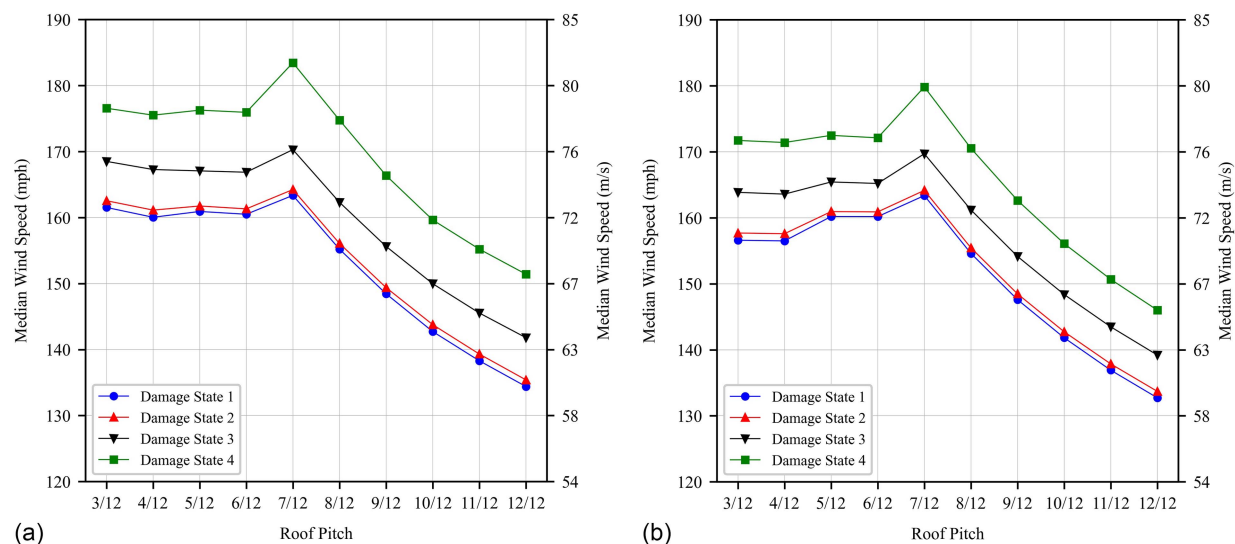 190
180
170
160
150
140
130
120
Median Wind Speed (mph)
85
80
76
72
67
63
58
54
Median Wind Speed (m/s)
Damage State 1
Damage State 2
Damage State 3
Damage State 4
3/12 4/12 5/12 6/12 7/12 8/12 9/12 10/12 11/12 12/12
Roof Pitch
(a)
190
180
170
160
150
140
130
120
Median Wind Speed (mph)
85
80
76
72
67
63
58
54
Median Wind Speed (m/s)
Damage State 1
Damage State 2
Damage State 3
Damage State 4
3/12 4/12 5/12 6/12 7/12 8/12 9/12 10/12 11/12 12/12
Roof Pitch
(b)